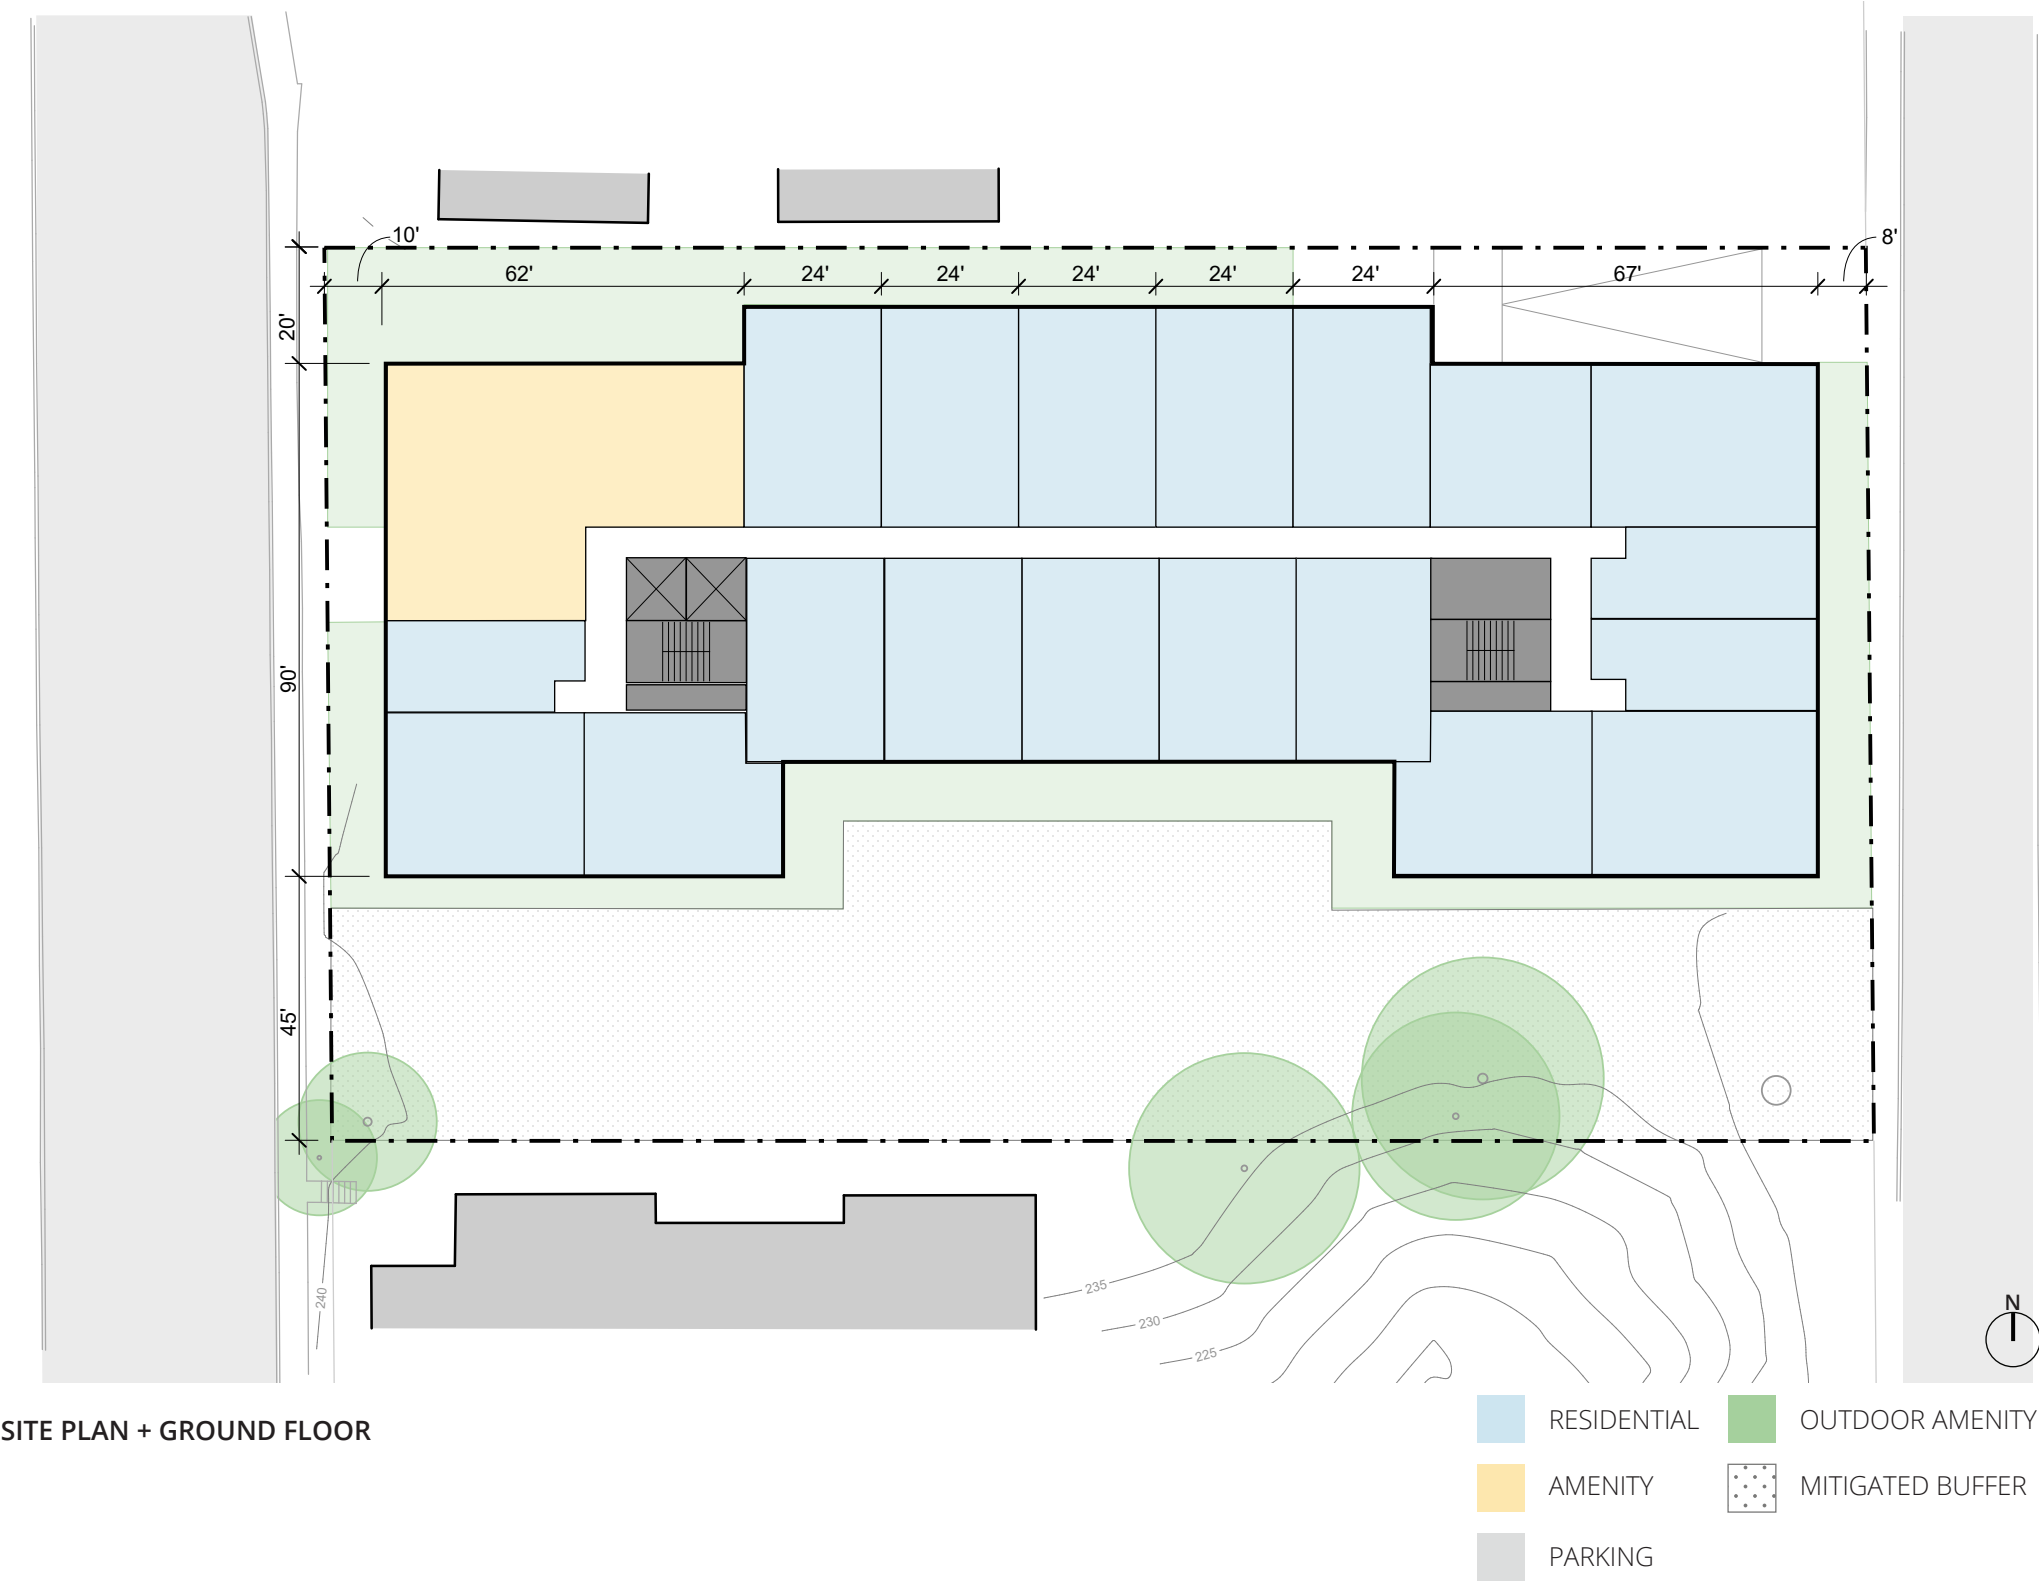 10'
8'
62'
24'
24'
24'
24'
24'
67'
20'
90'
45'
240
235
230
225
N
SITE PLAN + GROUND FLOOR
RESIDENTIAL
OUTDOOR AMENITY
AMENITY
MITIGATED BUFFER
PARKING